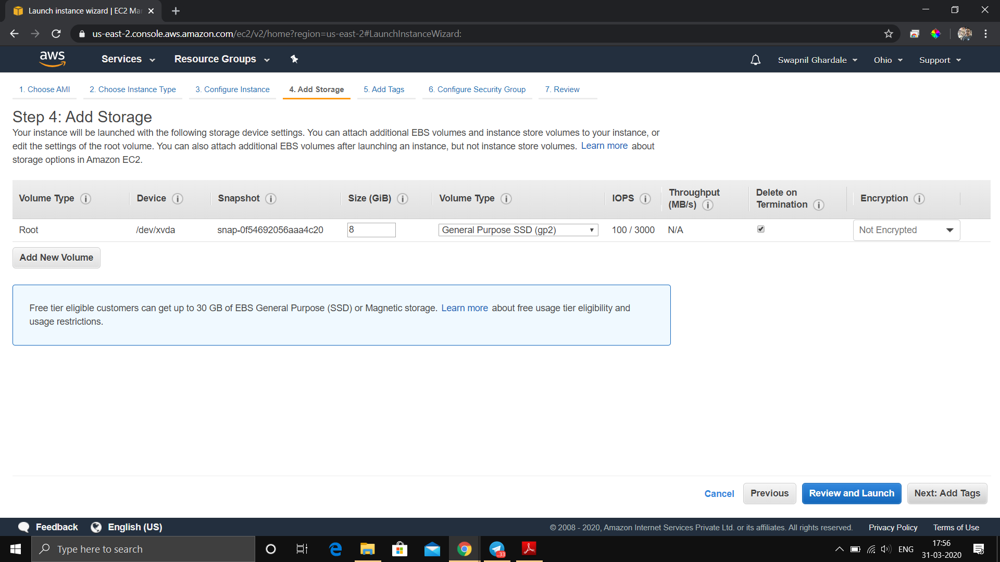 Launch instance wizard | EC2 Ma
us-east-2.console.aws.amazon.com/ec2/v2/home?region=us-east-2#LaunchInstanceWizard:
aws
Services
Resource Groups
Swapnil Ghardale
Ohio
Support
1. Choose AMI
2. Choose Instance Type
3. Configure Instance
4. Add Storage
5. Add Tags
6. Configure Security Group
7. Review
Step 4: Add Storage
Your instance will be launched with the following storage device settings. You can attach additional EBS volumes and instance store volumes to your instance, or
edit the settings of the root volume. You can also attach additional EBS volumes after launching an instance, but not instance store volumes. Learn more about
storage options in Amazon EC2.
Volume Type
Device
Snapshot
Size (GiB)
Volume Type
IOPS
Throughput
(MB/s)
Delete on
Termination
Encryption
Root
/dev/xvda
snap-0f54692056aaa4c20
8
General Purpose SSD (gp2)
100 / 3000
N/A
Not Encrypted
Add New Volume
Free tier eligible customers can get up to 30 GB of EBS General Purpose (SSD) or Magnetic storage. Learn more about free usage tier eligibility and
usage restrictions.
Cancel
Previous
Review and Launch
Next: Add Tags
Feedback
English (US)
© 2008 - 2020, Amazon Internet Services Private Ltd. or its affiliates. All rights reserved.
Privacy Policy
Terms of Use
Type here to search
..33
ENG
17:56
31-03-2020